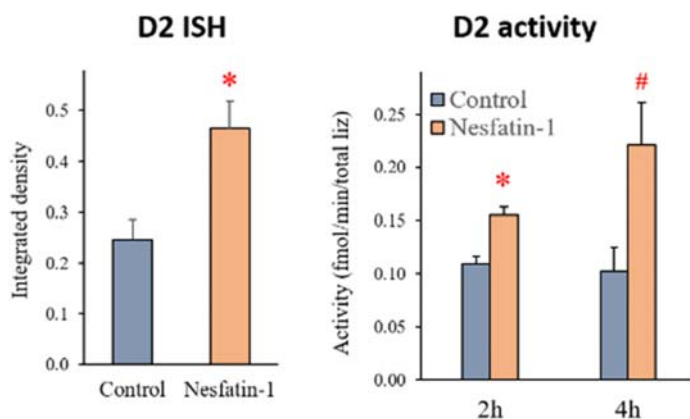 D2 ISH
Integrated density
0.5
0.4
0.3
0.2
0.1
0.0
*
Control
Nesfatin-1
D2 activity
Activity (fmol/min/total liz)
0.25
0.20
0.15
0.10
0.05
0.00
Control
Nesfatin-1
*
#
2h
4h